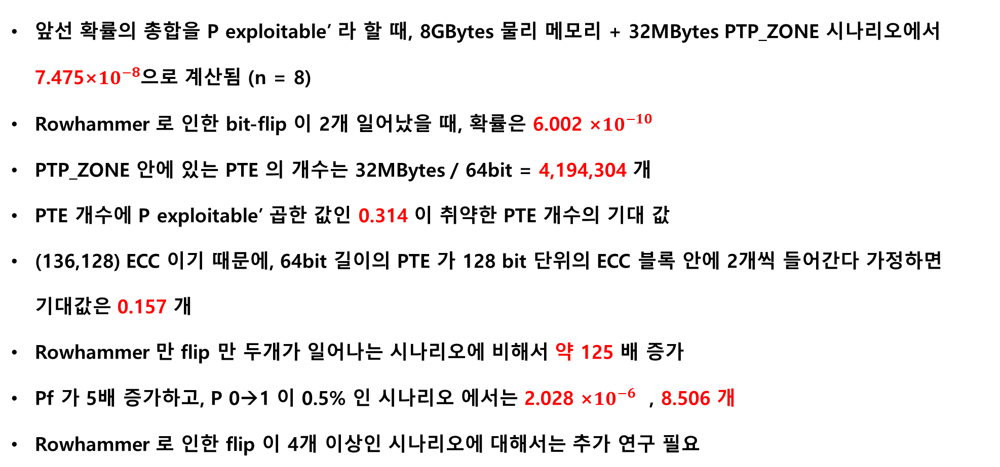 • 앞선 확률의 총합을 P exploitable’ 라 할 때, 8GBytes 물리 메모리 + 32MBytes PTP_ZONE 시나리오에서
7.475×10⁻⁸으로 계산됨 (n = 8)
• Rowhammer 로 인한 bit-flip 이 2개 일어났을 때, 확률은 6.002 ×10⁻¹⁰
• PTP_ZONE 안에 있는 PTE 의 개수는 32MBytes / 64bit = 4,194,304 개
• PTE 개수에 P exploitable’ 곱한 값인 0.314 이 취약한 PTE 개수의 기대 값
• (136,128) ECC 이기 때문에, 64bit 길이의 PTE 가 128 bit 단위의 ECC 블록 안에 2개씩 들어간다 가정하면
기대값은 0.157 개
• Rowhammer 만 flip 만 두개가 일어나는 시나리오에 비해서 약 125 배 증가
• Pf 가 5배 증가하고, P 0→1 이 0.5% 인 시나리오 에서는 2.028 ×10⁻⁶ , 8.506 개
• Rowhammer 로 인한 flip 이 4개 이상인 시나리오에 대해서는 추가 연구 필요